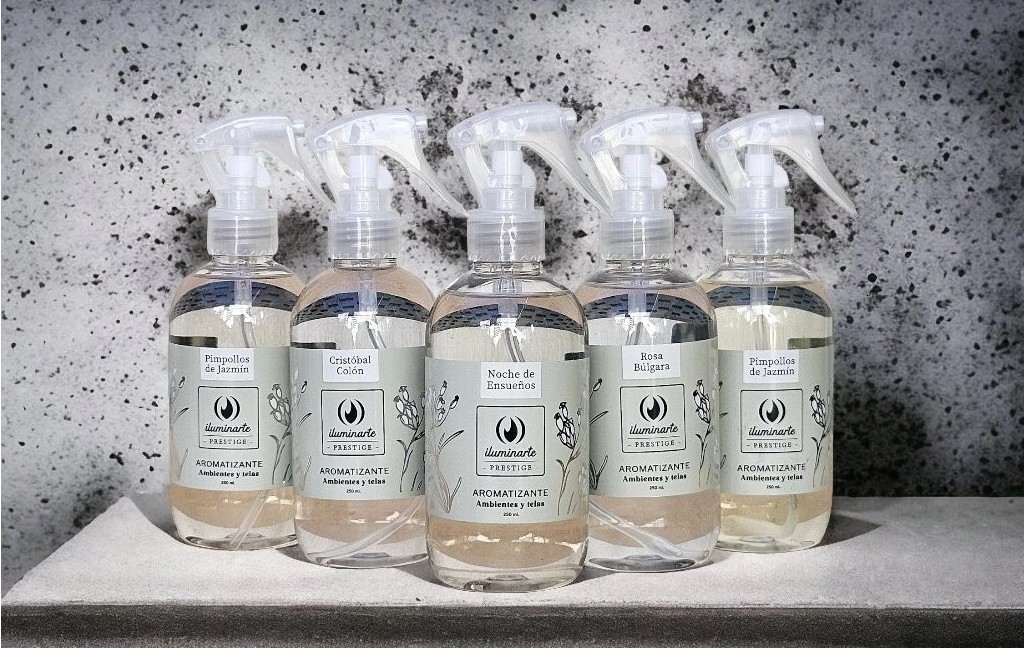 Pimpollos
de Jazmín
iluminarte
- PRESTIGE -
AROMATIZANTE
Ambientes y telas
250 mL
Cristóbal
Colón
iluminarte
- PRESTIGE -
AROMATIZANTE
Ambientes y telas
250 mL
Noche de
Ensueños
iluminarte
- PRESTIGE -
AROMATIZANTE
Ambientes y telas
250 mL
Rosa
Búlgara
iluminarte
- PRESTIGE -
AROMATIZANTE
Ambientes y telas
250 mL
Pimpollos
de Jazmín
iluminarte
- PRESTIGE -
AROMATIZANTE
Ambientes y telas
250 mL